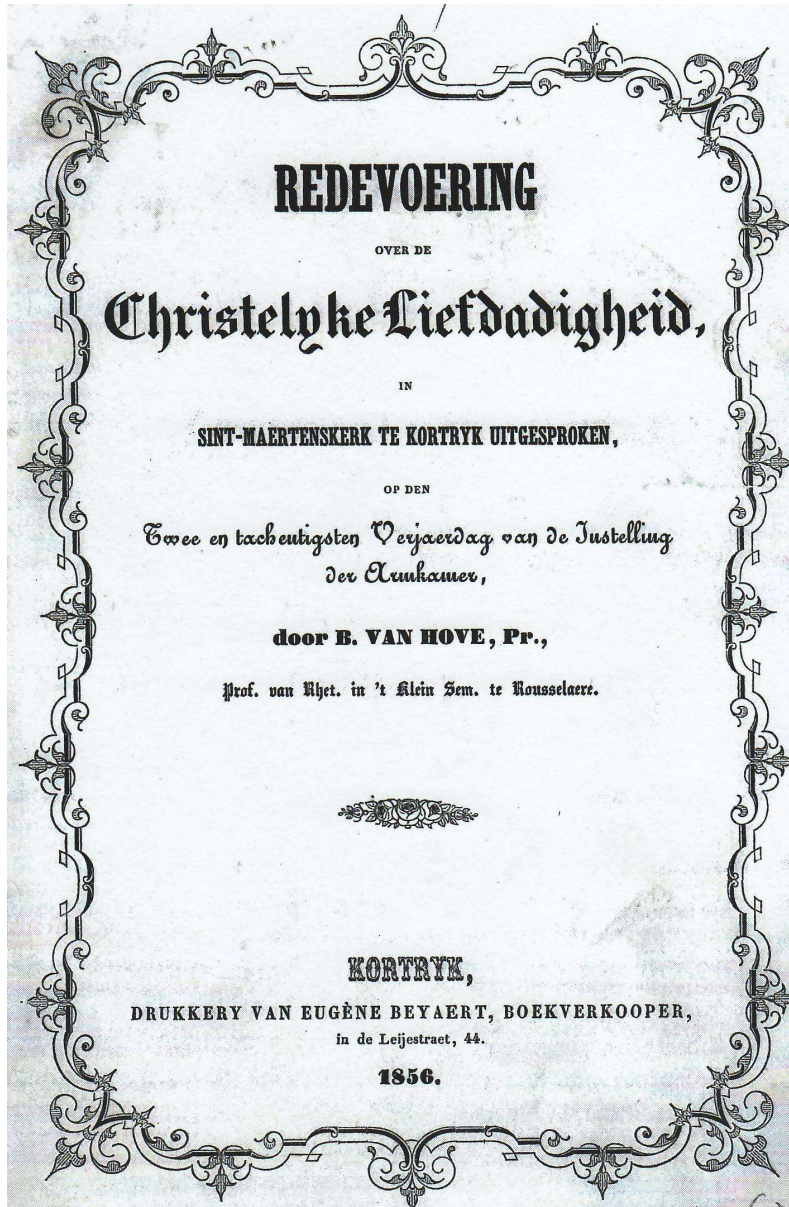 REDEVOERING
OVER DE
Christelyke Liefdadigheid,
IN
SINT-MAERTENSKERK TE KORTRYK UITGESPROKEN,
OP DEN
Twee en tachentigsten Verjaerdag van de Instelling
der Armkamer,
door B. VAN HOVE, Pr.,
Prof. van Rhet. in 't Klein Sem. te Rousselaere.
KORTRYK,
DRUKKERY VAN EUGÈNE BEYAERT, BOEKVERKOOPER,
in de Leijestraet, 44.
1856.